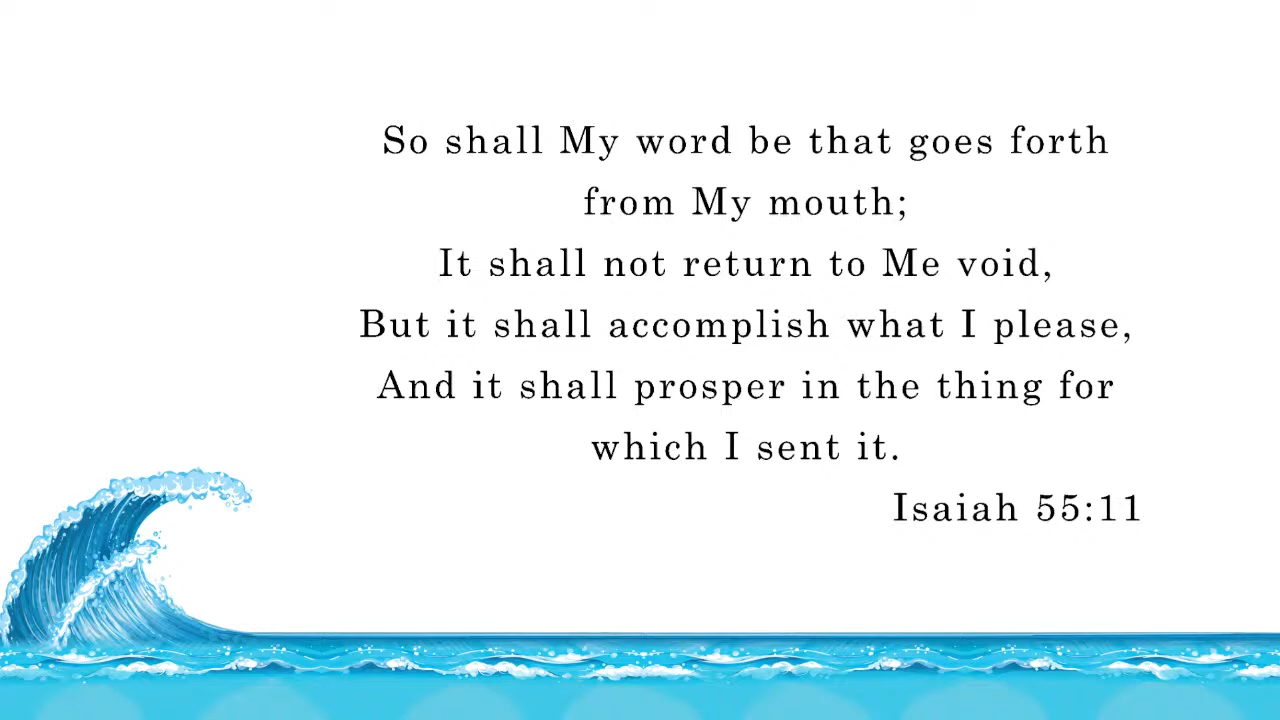 So shall My word be that goes forth
from My mouth;
It shall not return to Me void,
But it shall accomplish what I please,
And it shall prosper in the thing for
which I sent it.
Isaiah 55:11